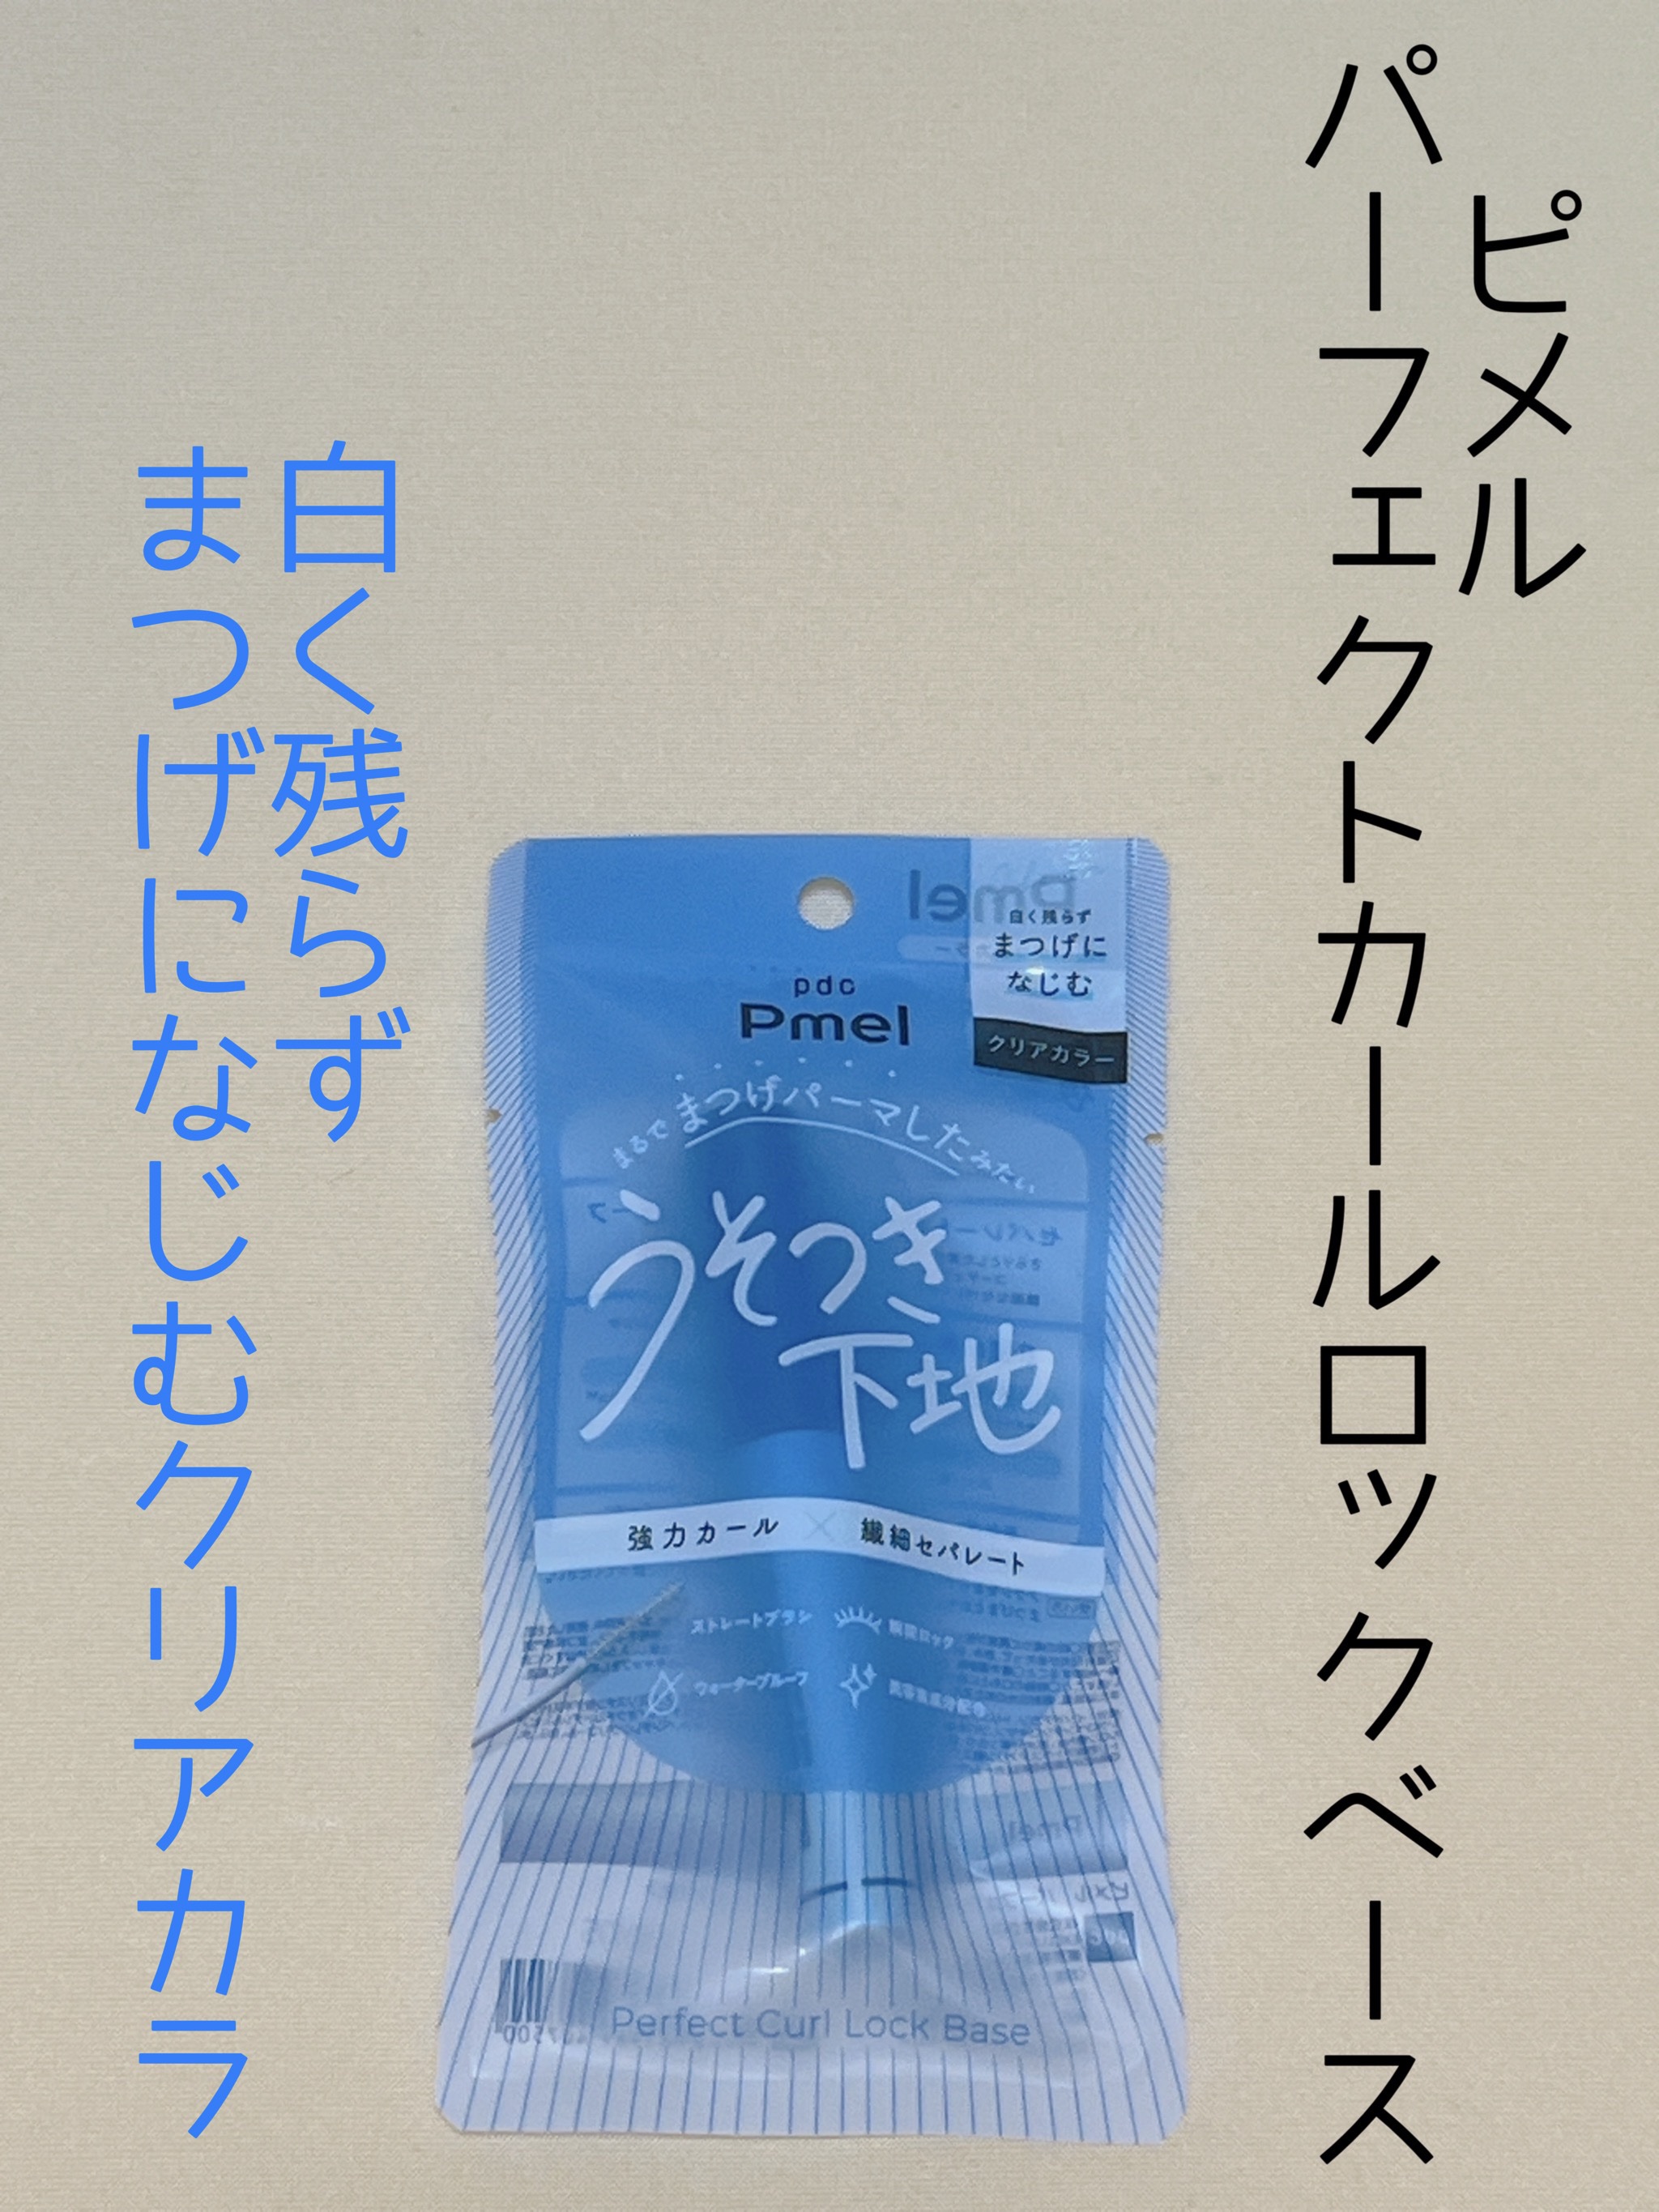 ピメル
パーフェクトカールロックベース
白く残らず
まつげになじむクリアカラ
白く残らず
まつげに
なじむ
クリアカラー
pdc
Pmel
まるでまつげパーマしたみたい
うそつき
下地
強力カール×繊細セパレート
ストレートブラシ
瞬間ロック
ウォータープルーフ
Perfect Curl Lock Base